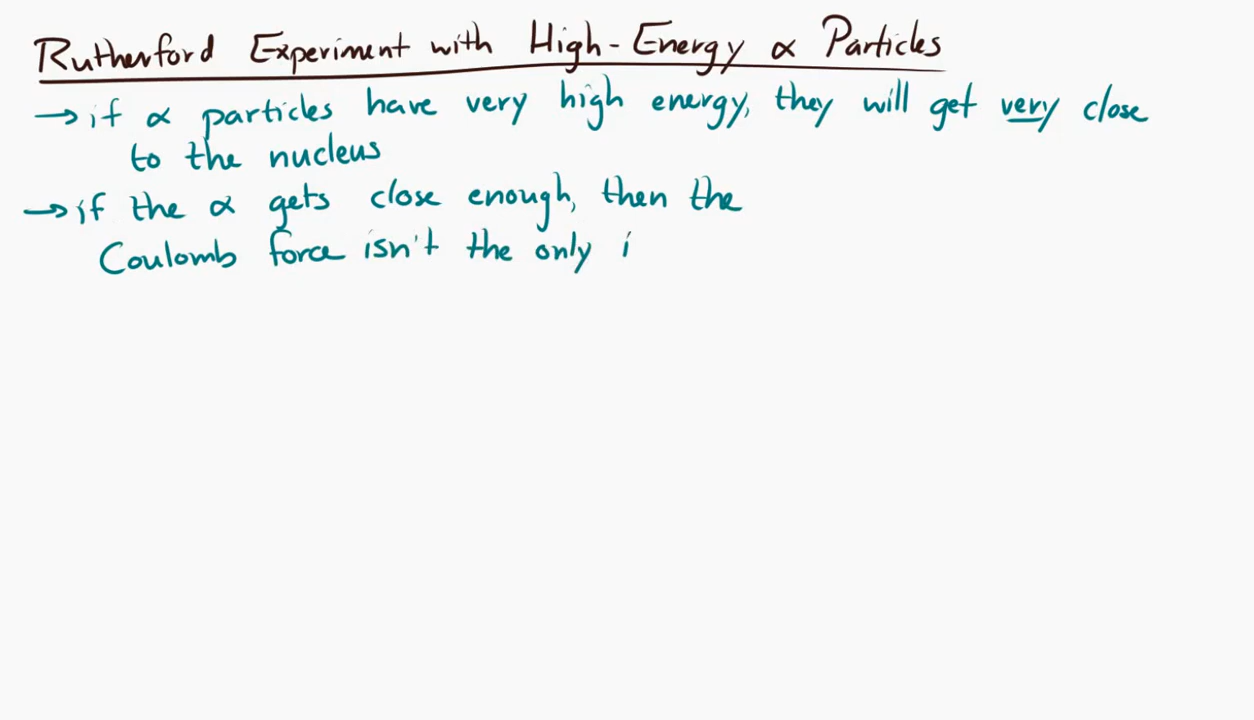 Rutherford Experiment with High-Energy α Particles
→ if α particles have very high energy, they will get very close
to the nucleus
→ if the α gets close enough, then the
Coulomb force isn't the only i